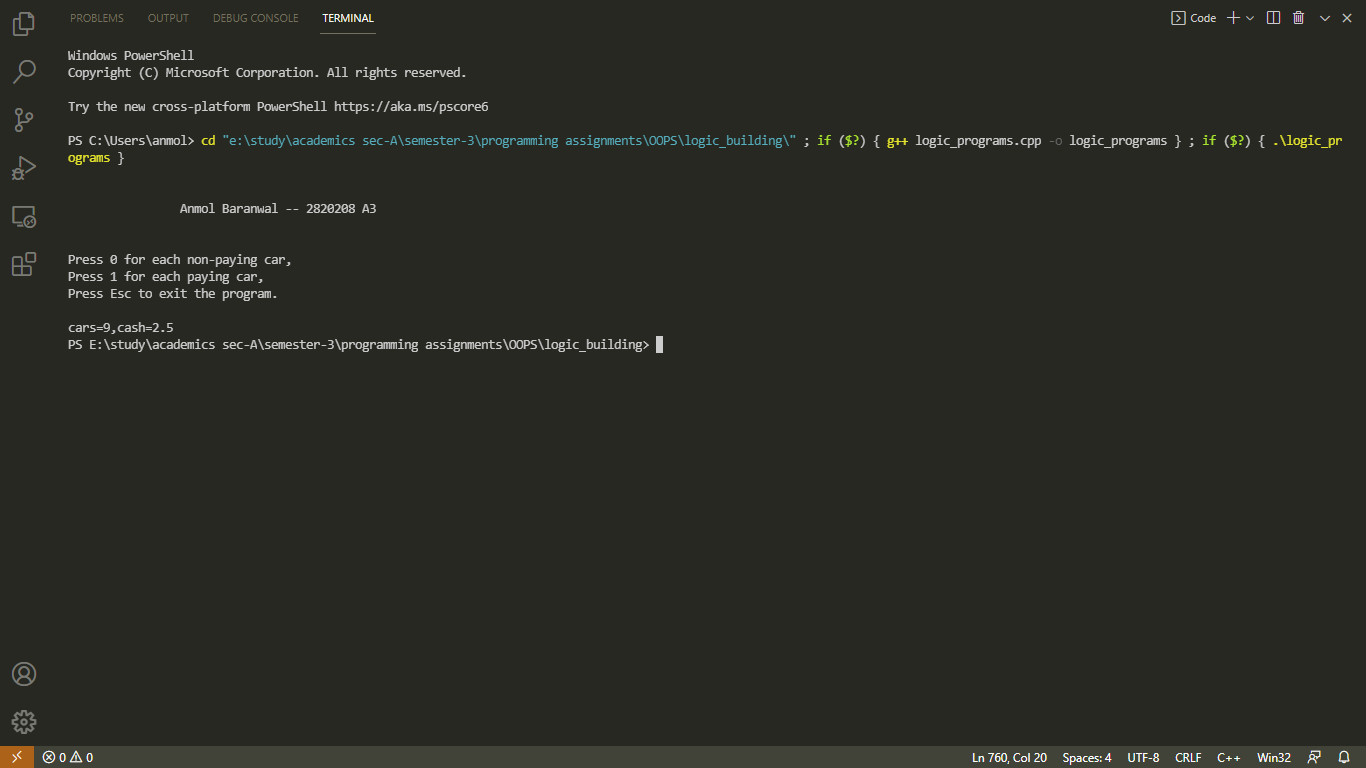 PROBLEMS OUTPUT DEBUG CONSOLE TERMINAL Code
Windows PowerShell
Copyright (C) Microsoft Corporation. All rights reserved.
Try the new cross-platform PowerShell https://aka.ms/pscore6
PS C:\Users\anmol> cd "e:\study\academics sec-A\semester-3\programming assignments\OOPS\logic_building\" ; if ($?) { g++ logic_programs.cpp -o logic_programs } ; if ($?) { .\logic_pr
ograms }
Anmol Baranwal -- 2820208 A3
Press 0 for each non-paying car,
Press 1 for each paying car,
Press Esc to exit the program.
cars=9,cash=2.5
PS E:\study\academics sec-A\semester-3\programming assignments\OOPS\logic_building>
0 0 Ln 760, Col 20 Spaces: 4 UTF-8 CRLF C++ Win32